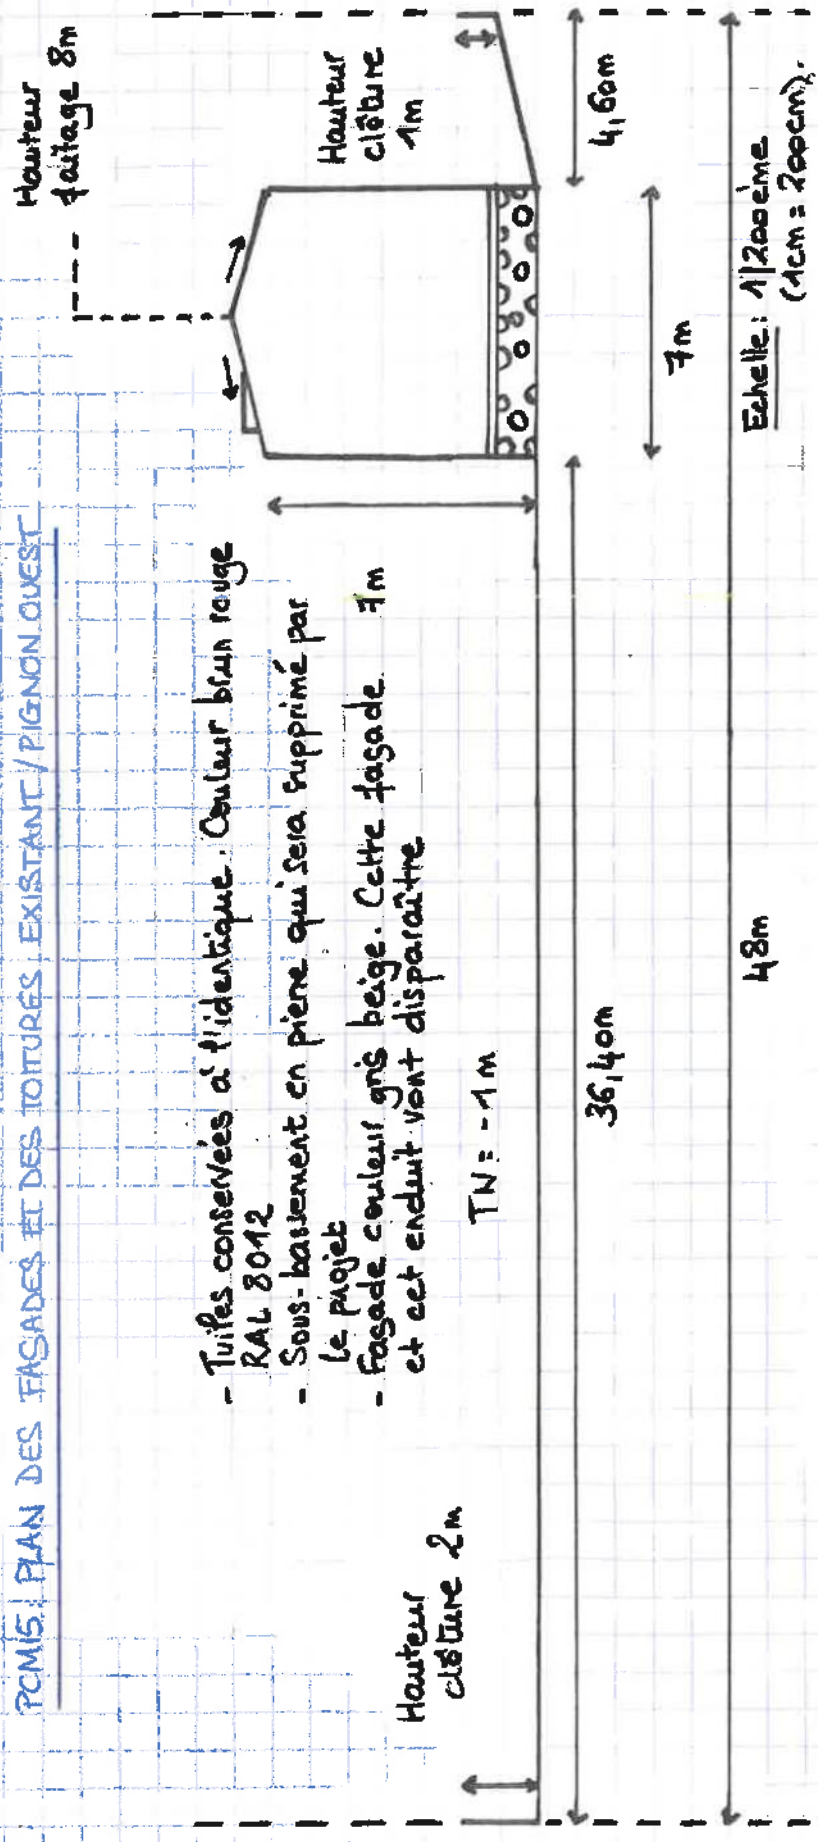 PCMI5: PLAN DES FAÇADES ET DES TOITURES EXISTANT/PIGNON OUEST
Hauteur
faîtage 8m
- Tuiles conservées à l'identique. Couleur brun rouge
RAL 8012
- Sous-bassement en pierre qui sera supprimé par
le projet
- Façade couleur gris beige. Cette façade
et cet enduit vont disparaître
7m
Hauteur
clôture
1m
Hauteur
clôture 2m
TN = -1m
36,40m
7m
4,60m
48m
Echelle: 1/200ème
(1cm = 200cm).